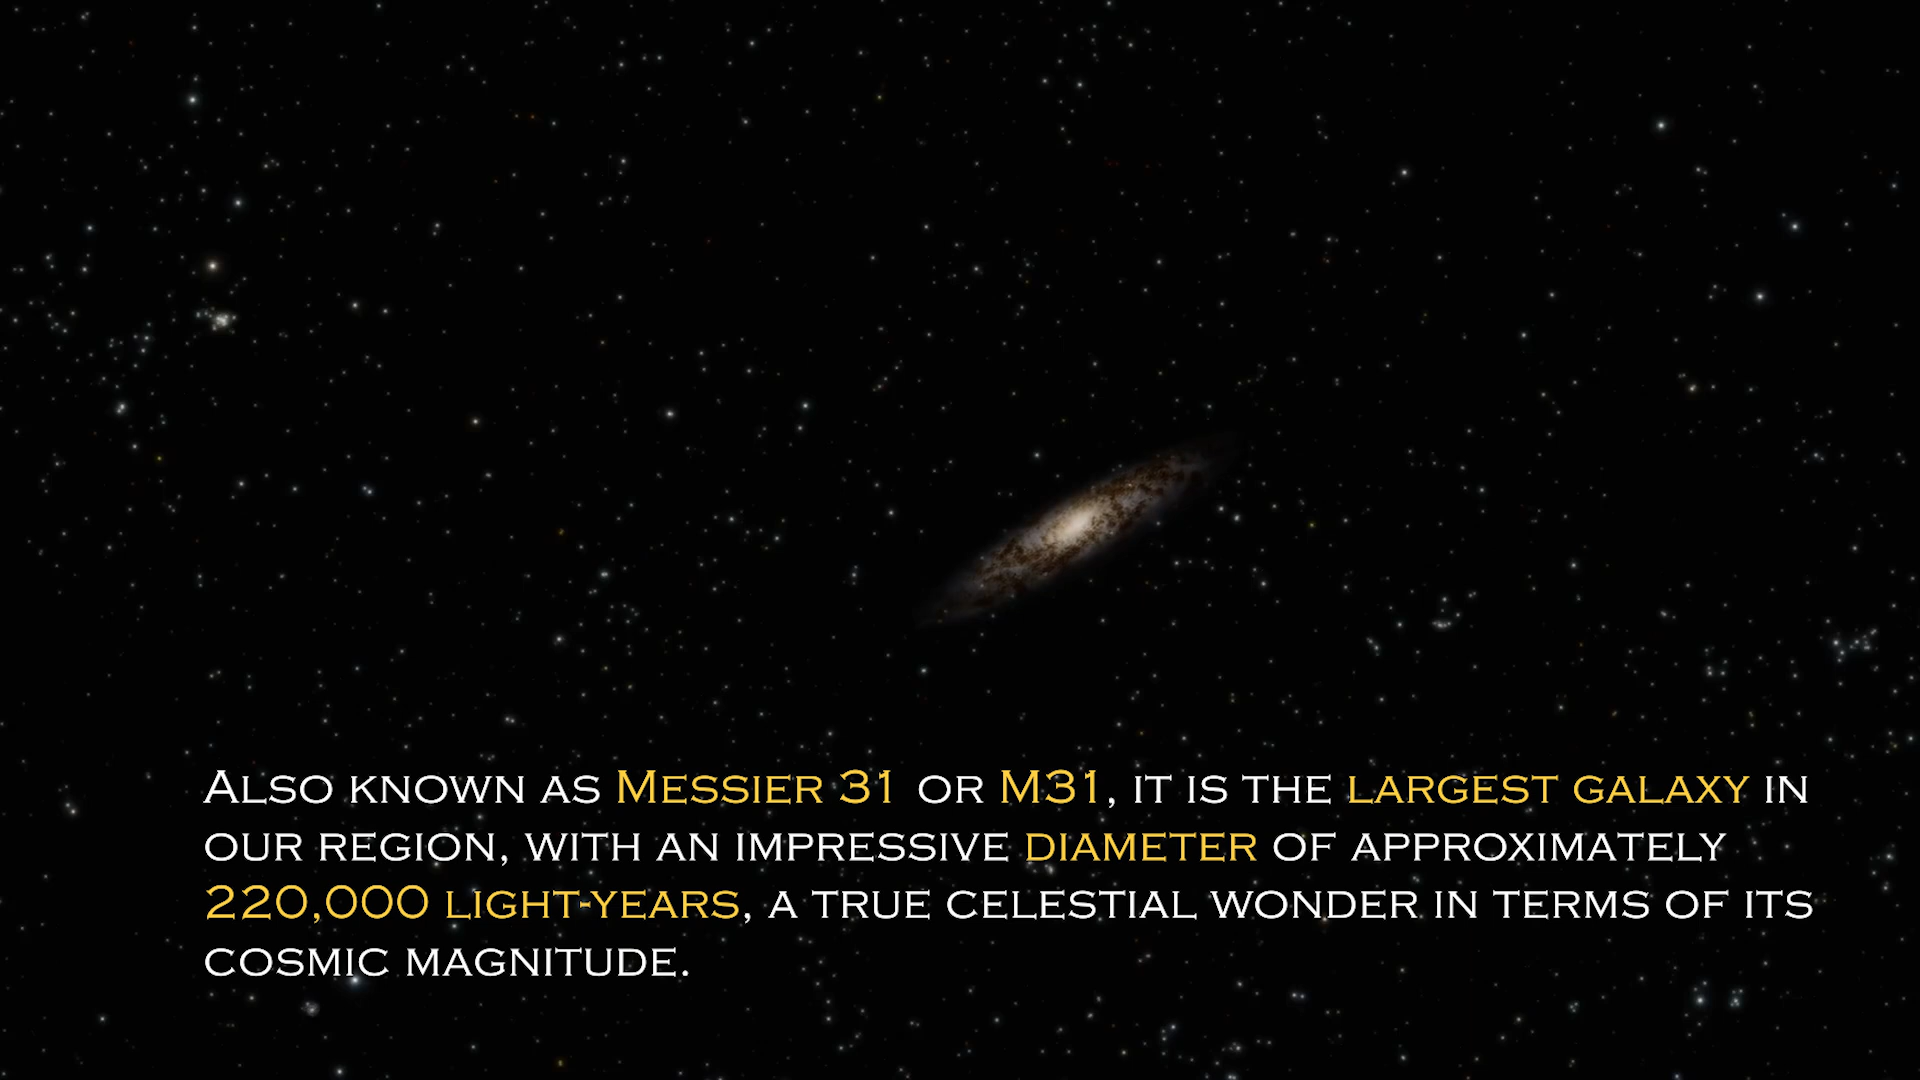 Also known as Messier 31 or M31, it is the largest galaxy in
our region, with an impressive diameter of approximately
220,000 light-years, a true celestial wonder in terms of its
cosmic magnitude.